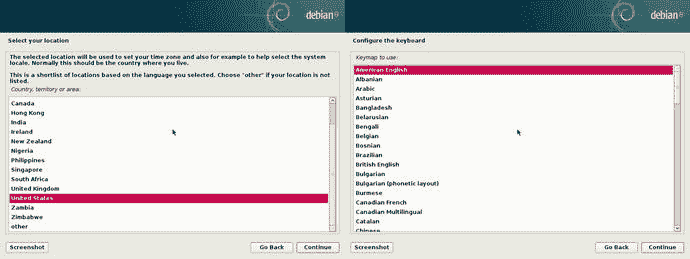 debian 9
Select your location
The selected location will be used to set your time zone and also for example to help select the system
locale. Normally this should be the country where you live.
This is a shortlist of locations based on the language you selected. Choose "other" if your location is not
listed.
Country, territory or area:
Canada
Hong Kong
India
Ireland
New Zealand
Nigeria
Philippines
Singapore
South Africa
United Kingdom
United States
Zambia
Zimbabwe
other
Screenshot
Go Back
Continue
debian 9
Configure the keyboard
Keymap to use:
American English
Albanian
Arabic
Asturian
Bangladesh
Belarusian
Bengali
Belgian
Bosnian
Brazilian
British English
Bulgarian
Bulgarian (phonetic layout)
Burmese
Canadian French
Canadian Multilingual
Catalan
Chinese
Screenshot
Go Back
Continue